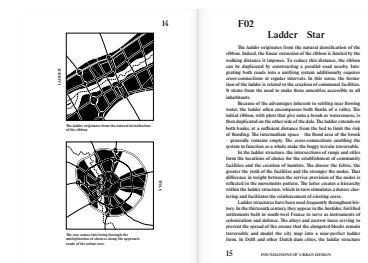 16
LADDER
The ladder originates from the natural densification
of the ribbon.
STAR
The star comes into being through the
multiplication of choices along the approach
roads of the urban core.
F02
Ladder Star
The ladder originates from the natural densification of the
ribbon. Indeed, the linear extension of the ribbon is limited by the
walking distance it imposes. To reduce this distance, the ribbon
can be duplicated by constructing a parallel road nearby. Inte-
grating both roads into a unifying system additionally requires
cross-connections at regular intervals. In this sense, the forma-
tion of the ladder is related to the creation of communal facilities.
It stems from the need to make these amenities accessible to all
inhabitants.
Because of the advantages inherent to settling near flowing
water, the ladder often encompasses both flanks of a valley. The
initial ribbon, with plots that give onto a brook or watercourse, is
then duplicated on the other side of the dale. The ladder extends on
both banks, at a sufficient distance from the bed to limit the risk
of flooding. The intermediate space – the flood area of the brook
– generally remains empty. The cross-connections enabling the
system to function as a whole make the boggy terrain traversable.
In the ladder structure, the intersections of rungs and stiles
form the locations of choice for the establishment of community
facilities and the creation of hamlets. The denser the fabric, the
greater the yield of the facilities and the stronger the nodes. That
difference in weight between the service provision of the nodes is
reflected in the movements pattern. The latter creates a hierarchy
within the ladder structure, which in turn stimulates a denser clus-
tering and facilitates the reinforcement of existing cores.
Ladder structures have been used frequently throughout his-
tory. In the thirteenth century, they appear in the bastides, fortified
settlements built in south-west France to serve as instruments of
colonization and defence. The alleys and narrow lanes serving to
prevent the spread of fire ensure that the elongated blocks remain
traversable and model the city map into a near-perfect ladder
form. In Delft and other Dutch dam cities, the ladder structure
15
FOUNDATIONS OF URBAN DESIGN